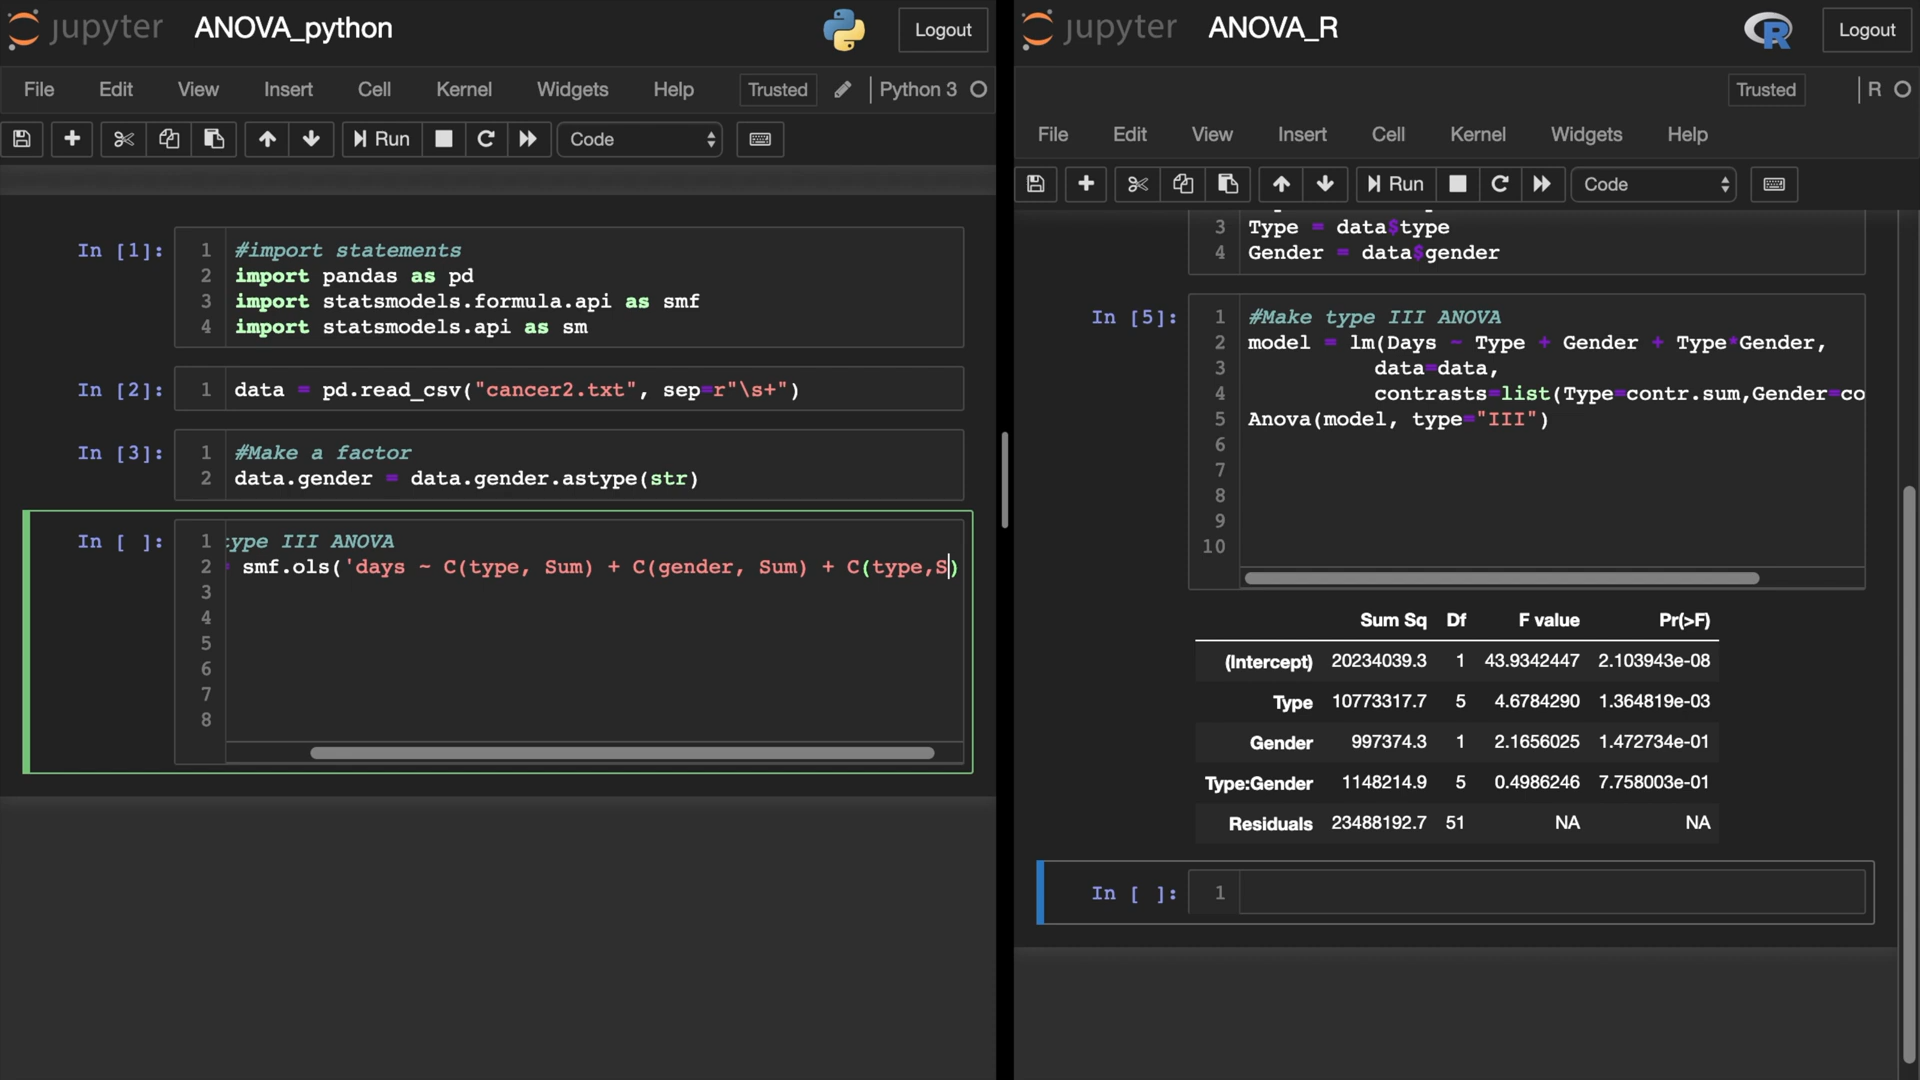 jupyter ANOVA_python Logout
File Edit View Insert Cell Kernel Widgets Help Trusted Python 3
Run Code
In [1]:
1 #import statements
2 import pandas as pd
3 import statsmodels.formula.api as smf
4 import statsmodels.api as sm
In [2]:
1 data = pd.read_csv("cancer2.txt", sep=r"\s+")
In [3]:
1 #Make a factor
2 data.gender = data.gender.astype(str)
In [ ]:
1 type III ANOVA
2 = smf.ols('days ~ C(type, Sum) + C(gender, Sum) + C(type,S)
3
4
5
6
7
8
jupyter ANOVA_R Logout
Trusted R
File Edit View Insert Cell Kernel Widgets Help
Run Code
3 Type = data$type
4 Gender = data$gender
In [5]:
1 #Make type III ANOVA
2 model = lm(Days ~ Type + Gender + Type*Gender,
3 data=data,
4 contrasts=list(Type=contr.sum,Gender=co
5 Anova(model, type="III")
6
7
8
9
10
Sum Sq Df F value Pr(>F)
(Intercept) 20234039.3 1 43.9342447 2.103943e-08
Type 10773317.7 5 4.6784290 1.364819e-03
Gender 997374.3 1 2.1656025 1.472734e-01
Type:Gender 1148214.9 5 0.4986246 7.758003e-01
Residuals 23488192.7 51 NA NA
In [ ]:
1